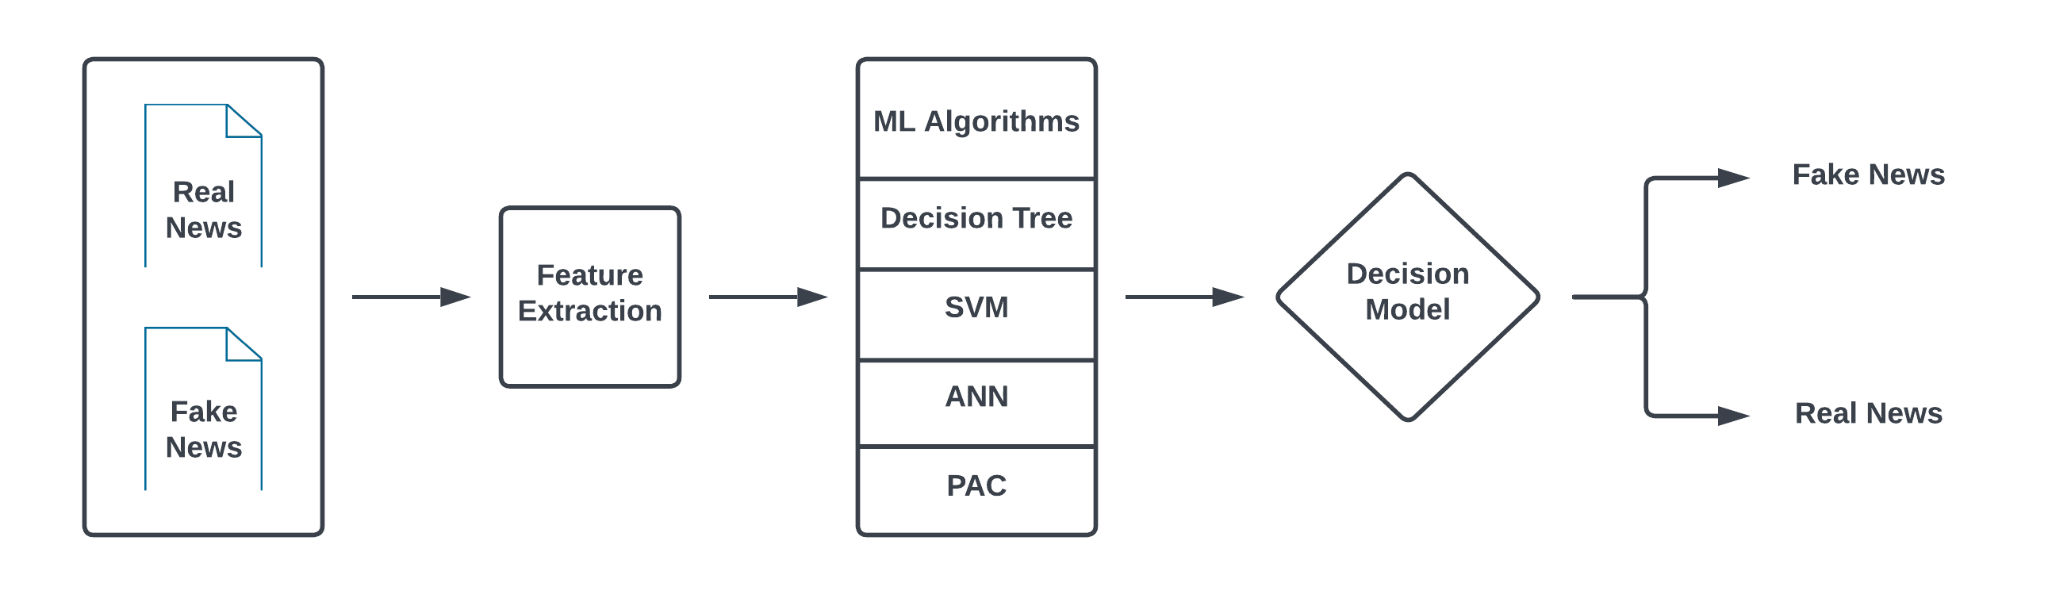 Real
News
Fake
News
Feature
Extraction
ML Algorithms
Decision Tree
SVM
ANN
PAC
Decision
Model
Fake News
Real News